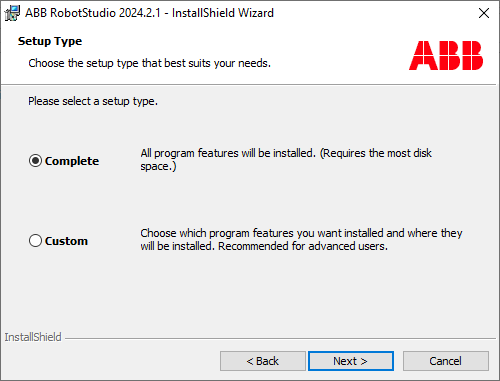 ABB RobotStudio 2024.2.1 - InstallShield Wizard
Setup Type
Choose the setup type that best suits your needs.
ABB
Please select a setup type.
Complete
All program features will be installed. (Requires the most disk
space.)
Custom
Choose which program features you want installed and where they
will be installed. Recommended for advanced users.
InstallShield
< Back
Next >
Cancel